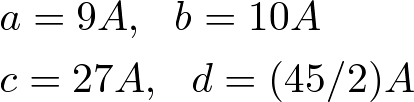 a = 9A, b = 10A
c = 27A, d = (45/2)A